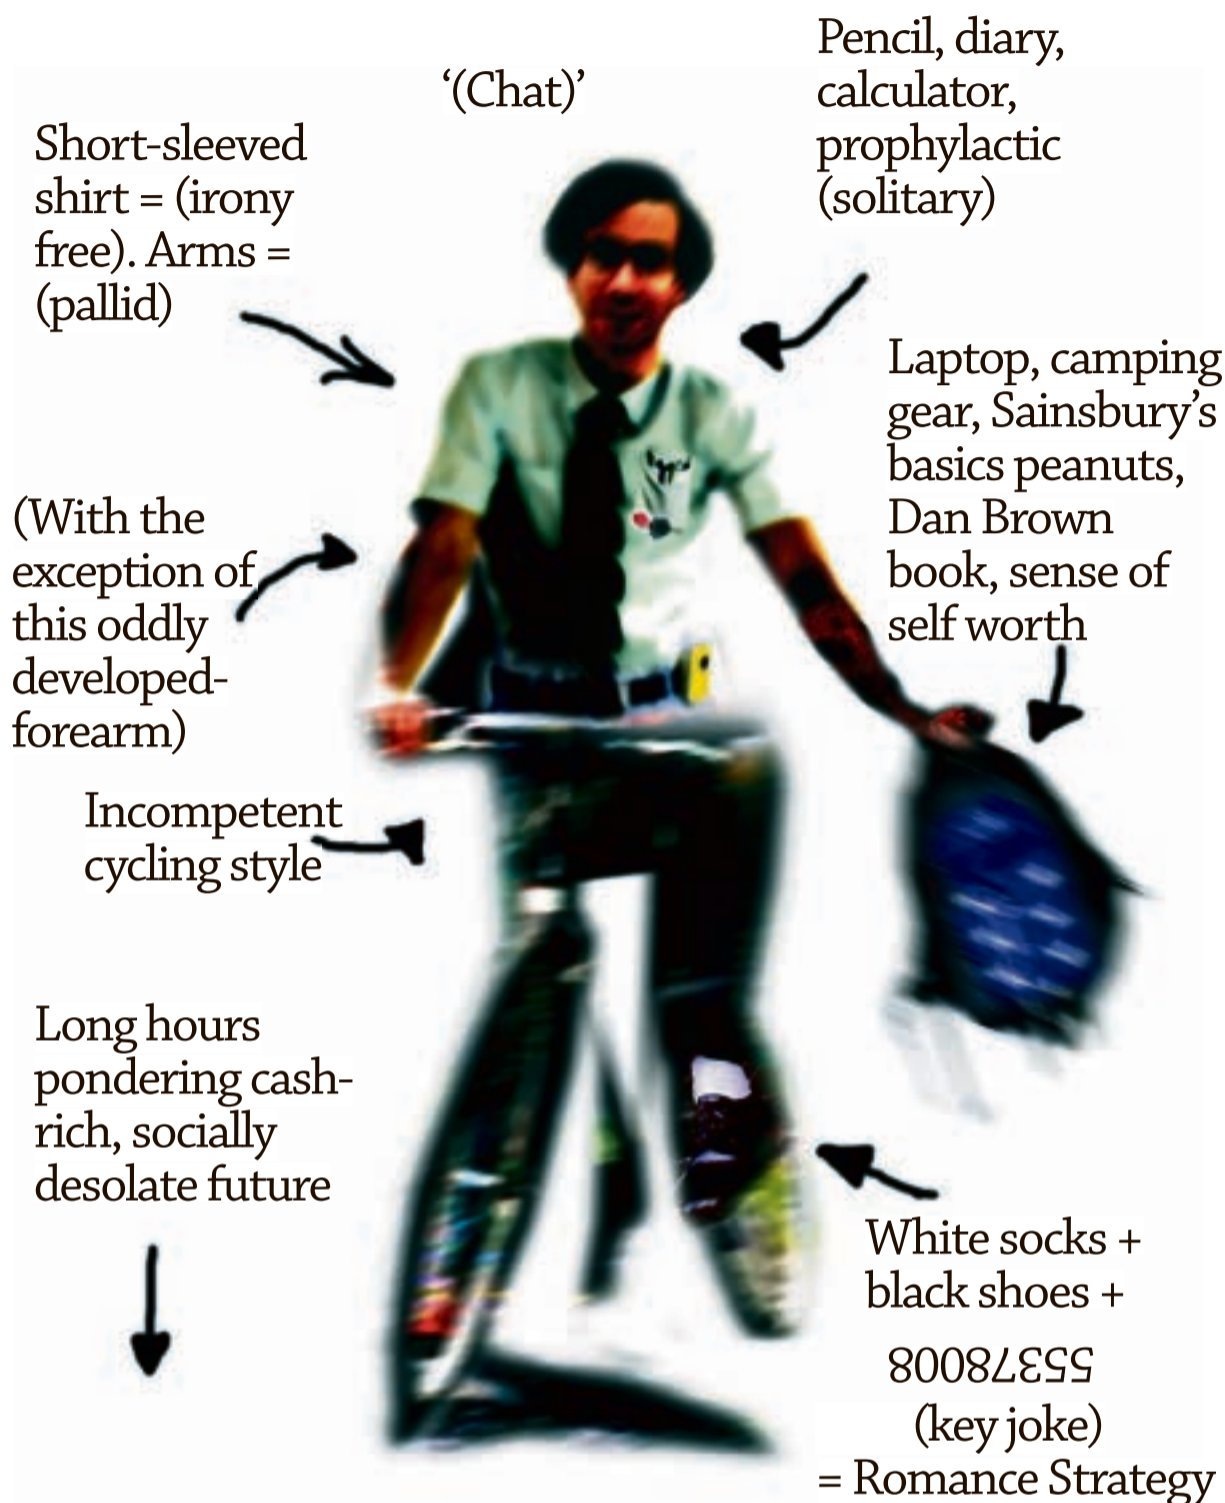 '(Chat)'
Short-sleeved
shirt = (irony
free). Arms =
(pallid)
Pencil, diary,
calculator,
prophylactic
(solitary)
Laptop, camping
gear, Sainsbury's
basics peanuts,
Dan Brown
book, sense of
self worth
(With the
exception of
this oddly
developed-
forearm)
Incompetent
cycling style
Long hours
pondering cash-
rich, socially
desolate future
White socks +
black shoes +
55378008
(key joke)
= Romance Strategy